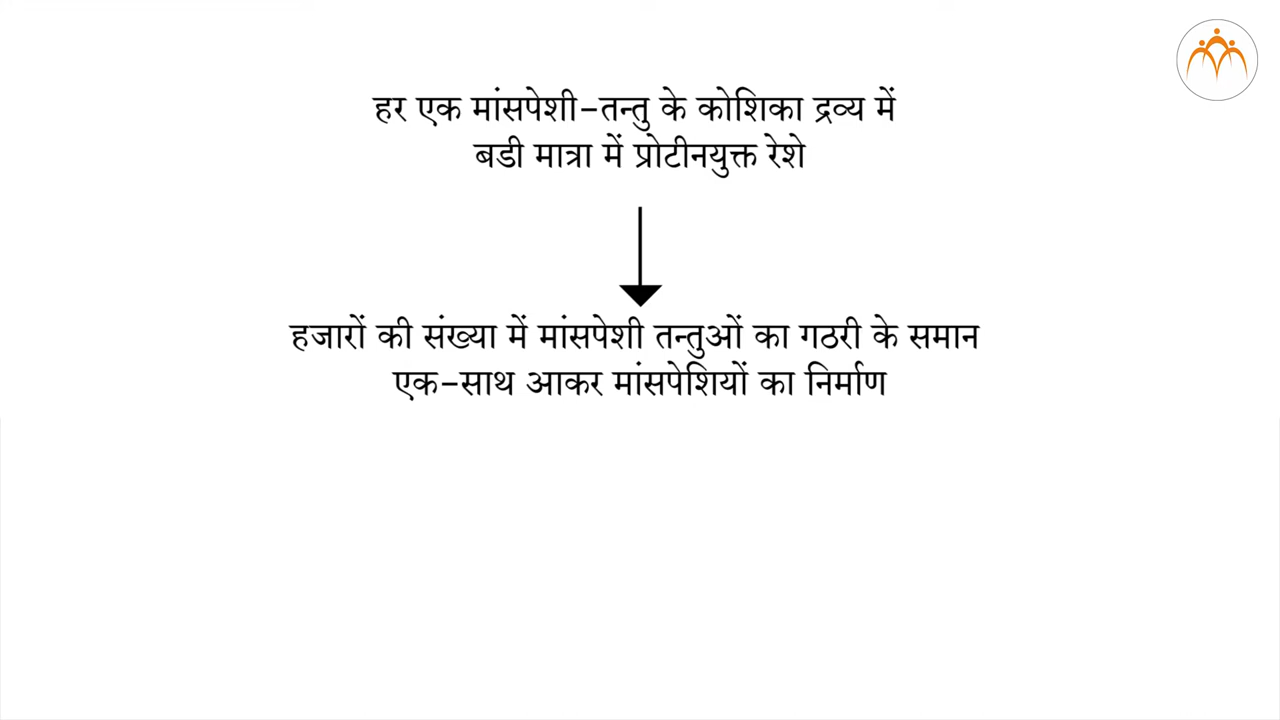 हर एक मांसपेशी-तन्तु के कोशिका द्रव्य में
बडी मात्रा में प्रोटीनयुक्त रेशे
हजारों की संख्या में मांसपेशी तन्तुओं का गठरी के समान
एक-साथ आकर मांसपेशियों का निर्माण